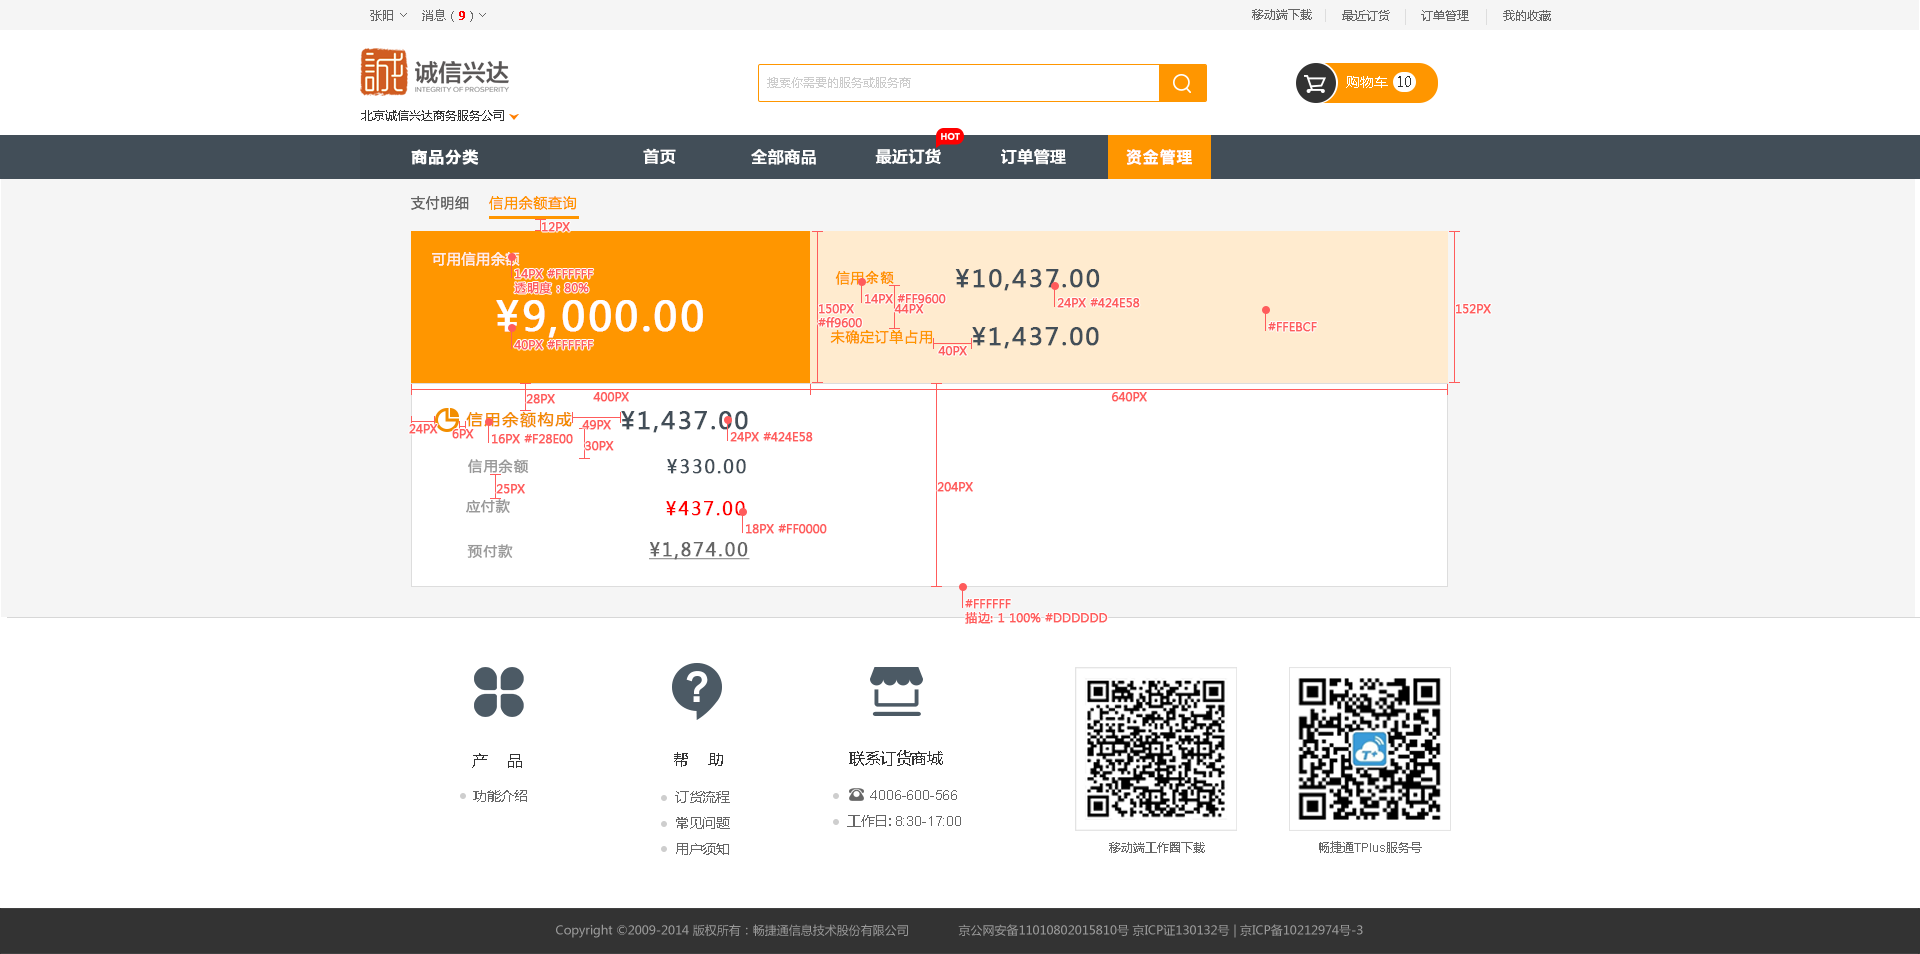 张阳 消息（9）
移动端下载 最近订货 订单管理 我的收藏
诚信兴达
INTEGRITY OF PROSPERITY
北京诚信兴达商务服务公司
搜索你需要的服务或服务商
购物车 10
HOT
商品分类 首页 全部商品 最近订货 订单管理 资金管理
支付明细 信用余额查询
12PX
可用信用余额
14PX #FFFFFF
透明度：80%
¥9,000.00
40PX #FFFFFF
信用余额 ¥10,437.00
14PX #FF9600
24PX #424E58
150PX
#ff9600
44PX
152PX
#FFEBCF
未确定订单占用 ¥1,437.00
40PX
28PX
400PX
640PX
信用余额构成 ¥1,437.00
24PX
6PX
16PX #F28E00
49PX
24PX #424E58
30PX
信用余额 ¥330.00
25PX
204PX
应付款 ¥437.00
18PX #FF0000
预付款 ¥1,874.00
#FFFFFF
描边: 1 100% #DDDDDD
产 品
功能介绍
帮 助
订货流程
常见问题
用户须知
联系订货商城
4006-600-566
工作日: 8:30-17:00
移动端工作圈下载
T+
畅捷通TPlus服务号
Copyright ©2009-2014 版权所有：畅捷通信息技术股份有限公司 京公网安备11010802015810号 京ICP证130132号 | 京ICP备10212974号-3